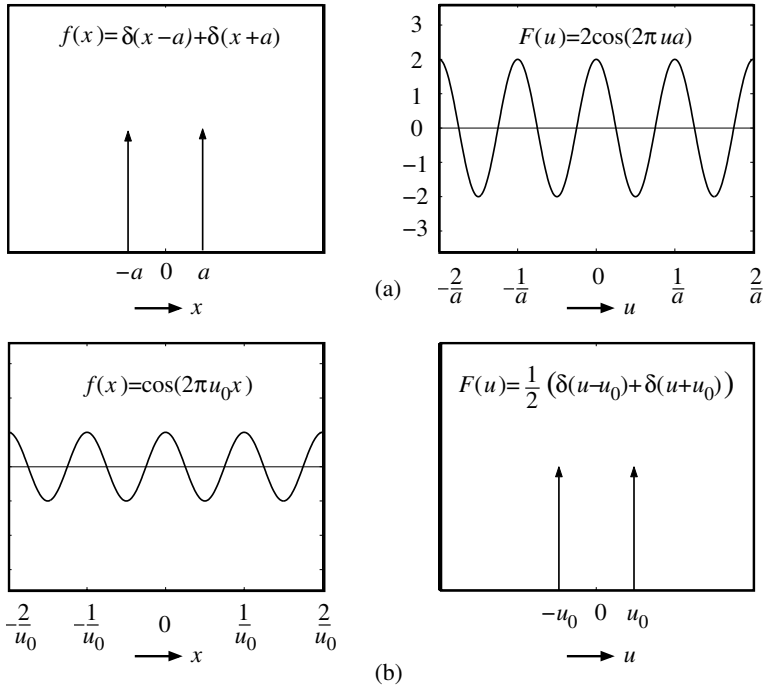 f(x)=δ(x−a)+δ(x+a)
−a 0 a
x
F(u)=2cos(2πua)
3
2
1
0
−1
−2
−3
−2/a −1/a 0 1/a 2/a
u
(a)
f(x)=cos(2πu₀x)
−2/u₀ −1/u₀ 0 1/u₀ 2/u₀
x
F(u)=1/2 (δ(u−u₀)+δ(u+u₀))
−u₀ 0 u₀
u
(b)